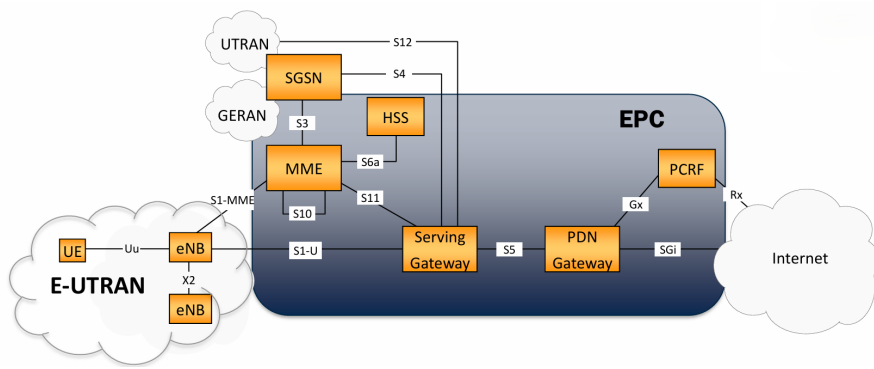 UTRAN
S12
SGSN
S4
GERAN
S3
HSS
EPC
MME
S6a
PCRF
S1-MME
S10
S11
Gx
Rx
UE
Uu
eNB
S1-U
Serving
Gateway
S5
PDN
Gateway
SGi
Internet
X2
E-UTRAN
eNB